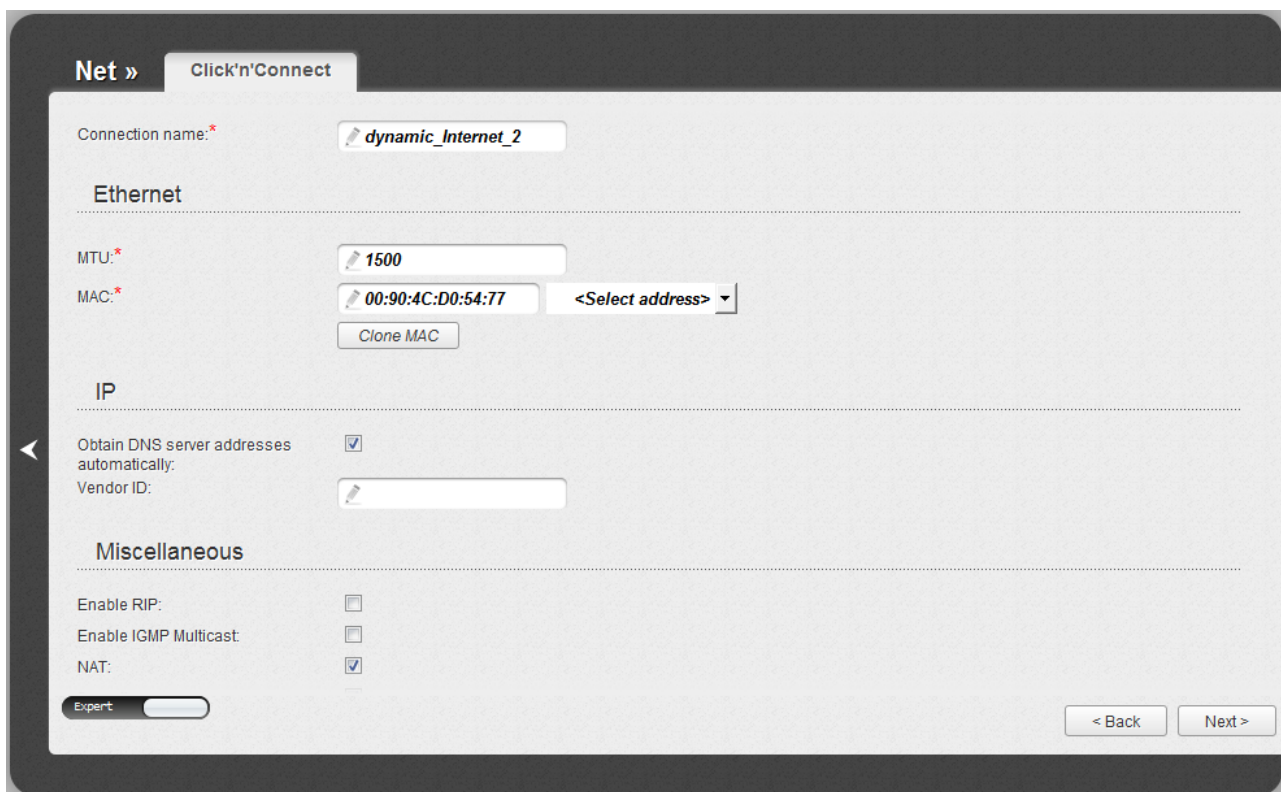 Net » Click'n'Connect
Connection name:* dynamic_Internet_2
Ethernet
MTU:* 1500
MAC:* 00:90:4C:D0:54:77 <Select address>
Clone MAC
IP
Obtain DNS server addresses
automatically:
Vendor ID:
Miscellaneous
Enable RIP:
Enable IGMP Multicast:
NAT:
Expert
< Back Next >